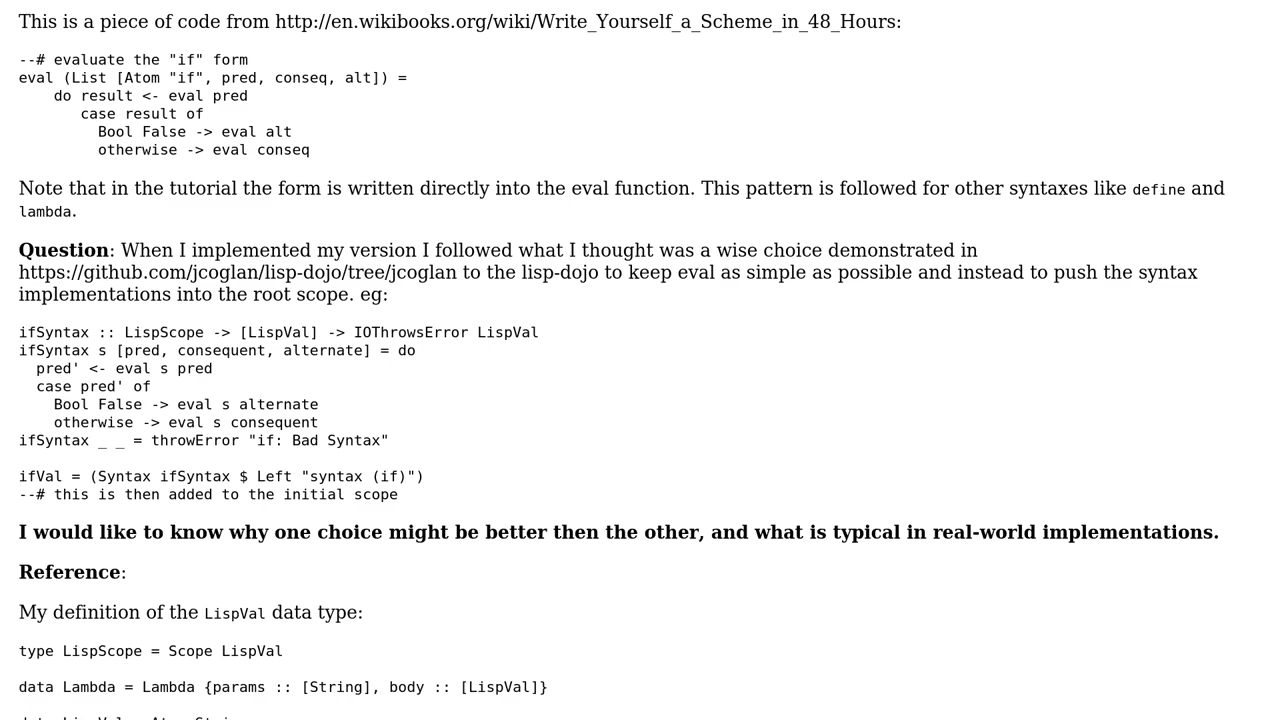 This is a piece of code from http://en.wikibooks.org/wiki/Write_Yourself_a_Scheme_in_48_Hours:
--# evaluate the "if" form
eval (List [Atom "if", pred, conseq, alt]) =
    do result <- eval pred
       case result of
         Bool False -> eval alt
         otherwise -> eval conseq
Note that in the tutorial the form is written directly into the eval function. This pattern is followed for other syntaxes like define and
lambda.
Question: When I implemented my version I followed what I thought was a wise choice demonstrated in
https://github.com/jcoglan/lisp-dojo/tree/jcoglan to the lisp-dojo to keep eval as simple as possible and instead to push the syntax
implementations into the root scope. eg:
ifSyntax :: LispScope -> [LispVal] -> IOThrowsError LispVal
ifSyntax s [pred, consequent, alternate] = do
  pred' <- eval s pred
  case pred' of
    Bool False -> eval s alternate
    otherwise -> eval s consequent
ifSyntax _ _ = throwError "if: Bad Syntax"
ifVal = (Syntax ifSyntax $ Left "syntax (if)")
--# this is then added to the initial scope
I would like to know why one choice might be better then the other, and what is typical in real-world implementations.
Reference:
My definition of the LispVal data type:
type LispScope = Scope LispVal
data Lambda = Lambda {params :: [String], body :: [LispVal]}